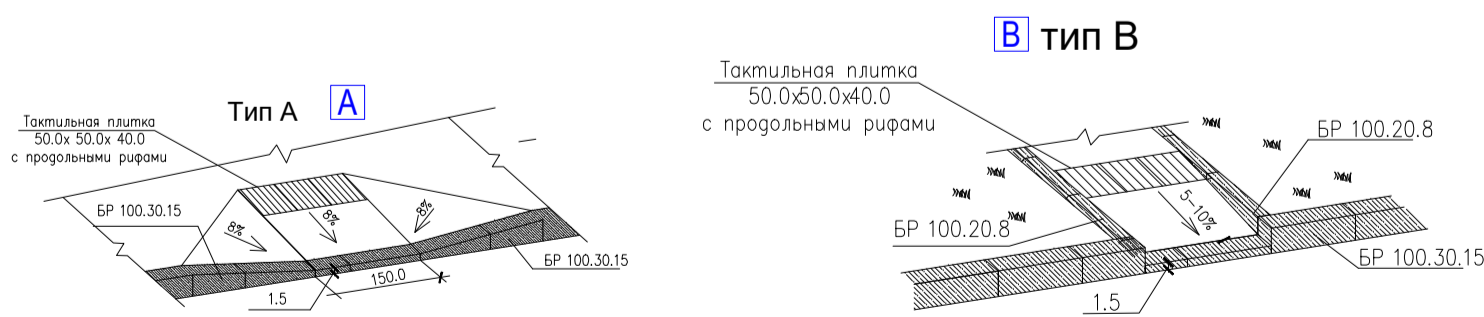 Тип А
A
Тактильная плитка
50.0х 50.0х 40.0
с продольными рифами
БР 100.30.15
8%
8%
8%
БР 100.30.15
150.0
1.5
B
тип В
Тактильная плитка
50.0х50.0х40.0
с продольными рифами
БР 100.20.8
БР 100.20.8
5-10%
БР 100.30.15
1.5